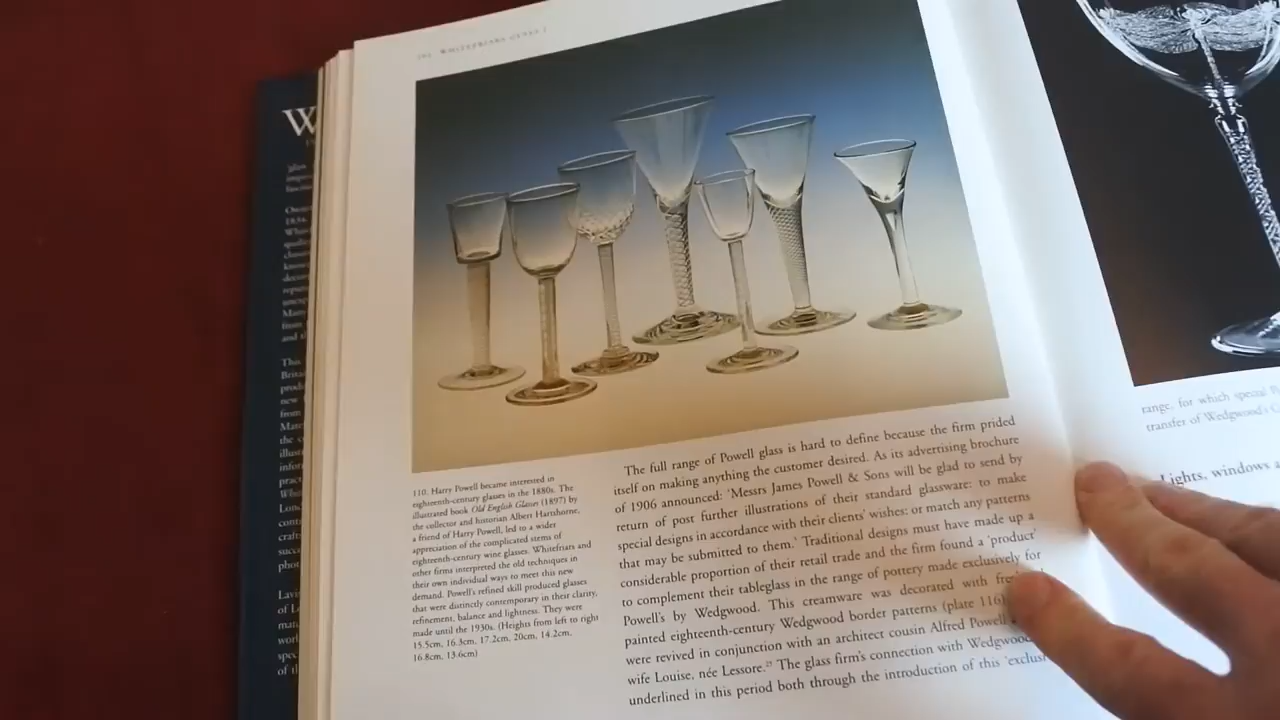 WHITEFRIARS GLASS
W
110. Harry Powell became interested in
eighteenth-century glasses in the 1880s. The
illustrated book Old English Glasses (1897) by
the collector and historian Albert Hartshorne,
a friend of Harry Powell, led to a wider
appreciation of the complicated stems of
eighteenth-century wine glasses. Whitefriars and
other firms interpreted the old techniques in
their own individual ways to meet this new
demand. Powell's refined skill produced glasses
that were distinctly contemporary in their clarity,
refinement, balance and lightness. They were
made until the 1930s. (Heights from left to right
15.5cm, 16.3cm, 17.2cm, 20cm, 14.2cm,
16.8cm, 13.6cm)
The full range of Powell glass is hard to define because the firm prided
itself on making anything the customer desired. As its advertising brochure
of 1906 announced: 'Messrs James Powell & Sons will be glad to send by
return of post further illustrations of their standard glassware: to make
special designs in accordance with their clients' wishes: or match any patterns
that may be submitted to them.' Traditional designs must have made up a
considerable proportion of their retail trade and the firm found a 'product'
to complement their tableglass in the range of pottery made exclusively for
Powell's by Wedgwood. This creamware was decorated with
painted eighteenth-century Wedgwood border patterns (plate 116)
were revived in conjunction with an architect cousin Alfred Powell
wife Louise, née Lessore. The glass firm's connection with Wedgwood
underlined in this period both through the introduction of this 'exclus
range, for which special
transfer of Wedgwood's
Lights, windows a